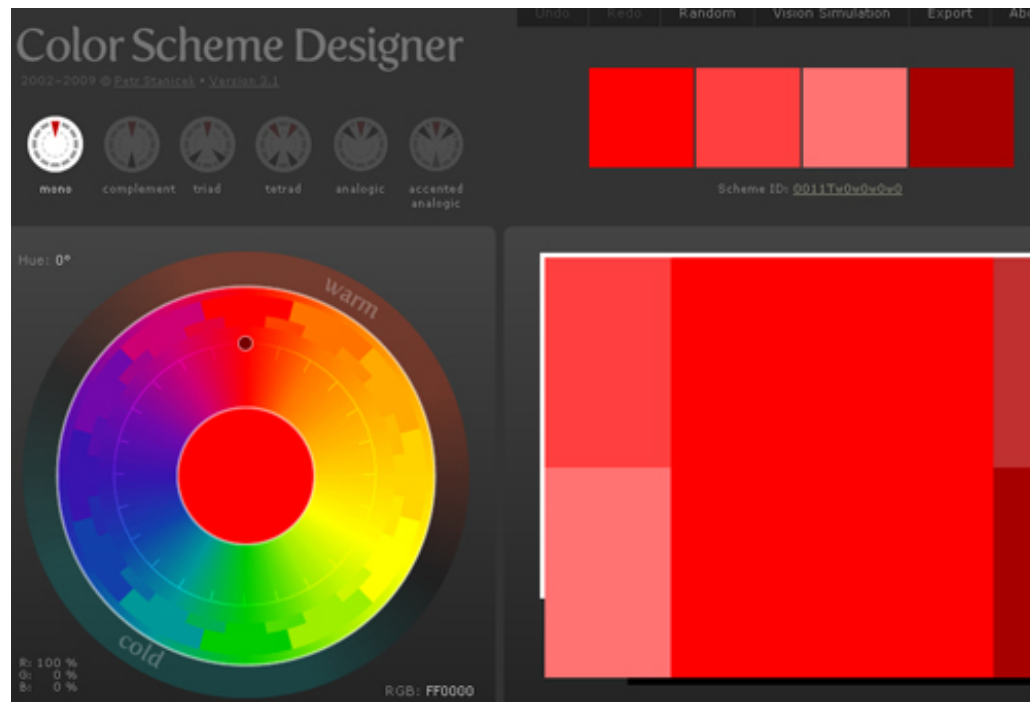 Undo Redo Random Vision Simulation Export
Color Scheme Designer
2002–2009 © Petr Stanicek • Version 3.1
mono complement triad tetrad analogic accented analogic
Scheme ID: 0011Tw0w0w0w0
Hue: 0°
warm
cold
R: 100 %
G: 0 %
B: 0 %
RGB: FF0000